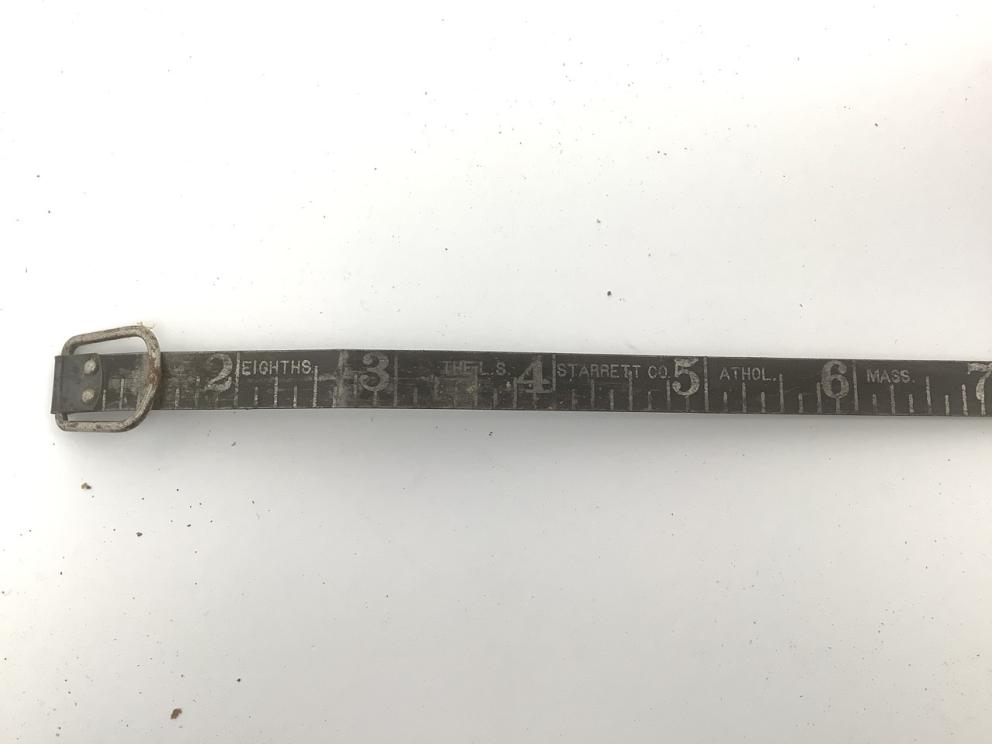 2 EIGHTHS. 3 THE L.S. 4 STARRETT CO. 5 ATHOL. 6 MASS. 7